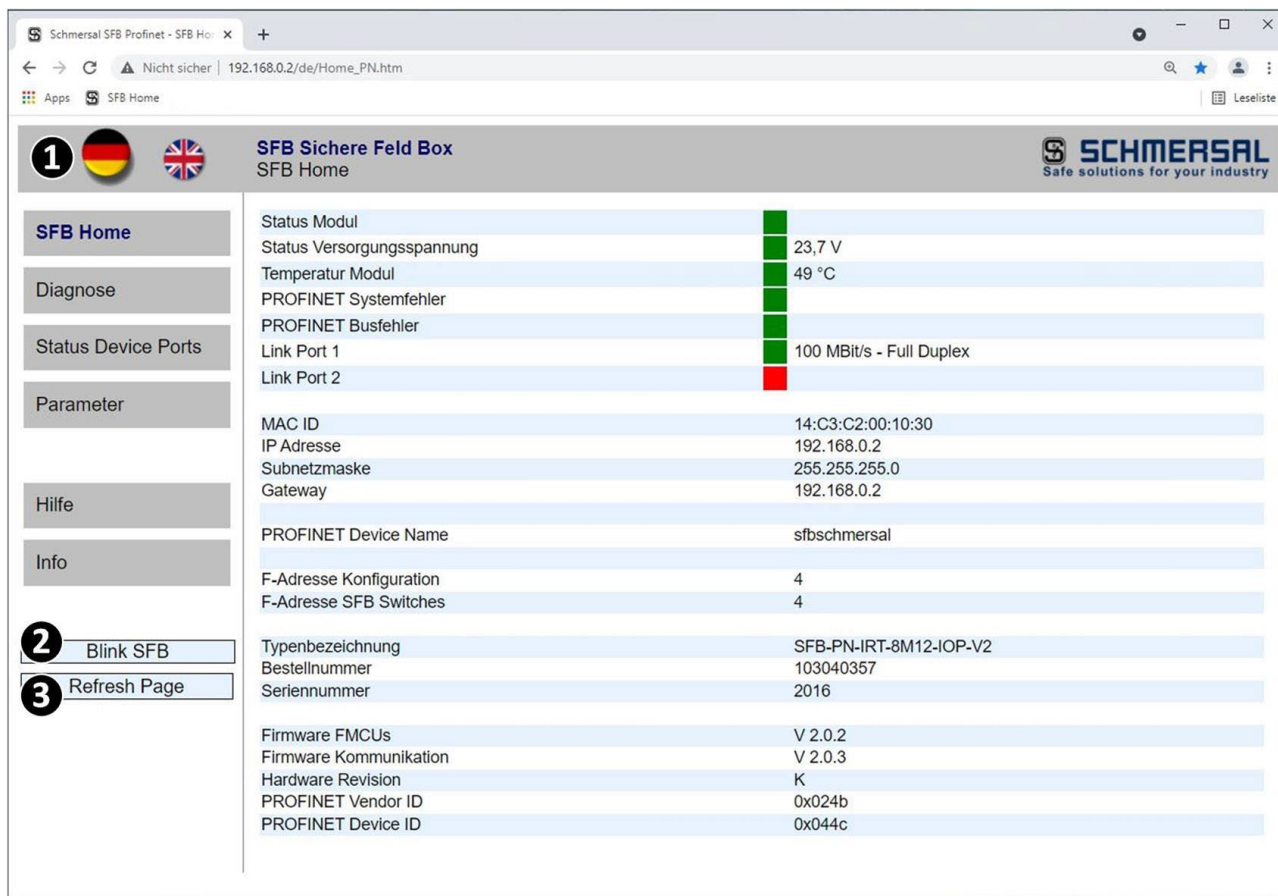 Schmersal SFB Profinet - SFB Ho
Nicht sicher | 192.168.0.2/de/Home_PN.htm
Apps SFB Home Leseliste
1 SFB Sichere Feld Box
SFB Home
SCHMERSAL
Safe solutions for your industry
SFB Home
Diagnose
Status Device Ports
Parameter
Hilfe
Info
2 Blink SFB
3 Refresh Page
Status Modul
Status Versorgungsspannung 23,7 V
Temperatur Modul 49 °C
PROFINET Systemfehler
PROFINET Busfehler
Link Port 1 100 MBit/s - Full Duplex
Link Port 2
MAC ID 14:C3:C2:00:10:30
IP Adresse 192.168.0.2
Subnetzmaske 255.255.255.0
Gateway 192.168.0.2
PROFINET Device Name sfbschmersal
F-Adresse Konfiguration 4
F-Adresse SFB Switches 4
Typenbezeichnung SFB-PN-IRT-8M12-IOP-V2
Bestellnummer 103040357
Seriennummer 2016
Firmware FMCUs V 2.0.2
Firmware Kommunikation V 2.0.3
Hardware Revision K
PROFINET Vendor ID 0x024b
PROFINET Device ID 0x044c